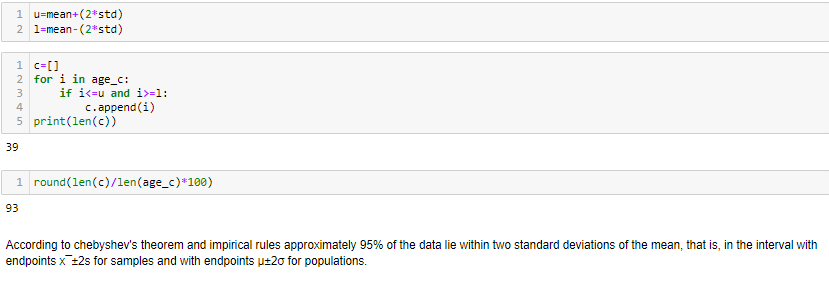 1 u=mean+(2*std)
2 l=mean-(2*std)
1 c=[]
2 for i in age_c:
3 if i<=u and i>=l:
4 c.append(i)
5 print(len(c))
39
1 round(len(c)/len(age_c)*100)
93
According to chebyshev's theorem and impirical rules approximately 95% of the data lie within two standard deviations of the mean, that is, in the interval with
endpoints x¯±2s for samples and with endpoints µ±2σ for populations.